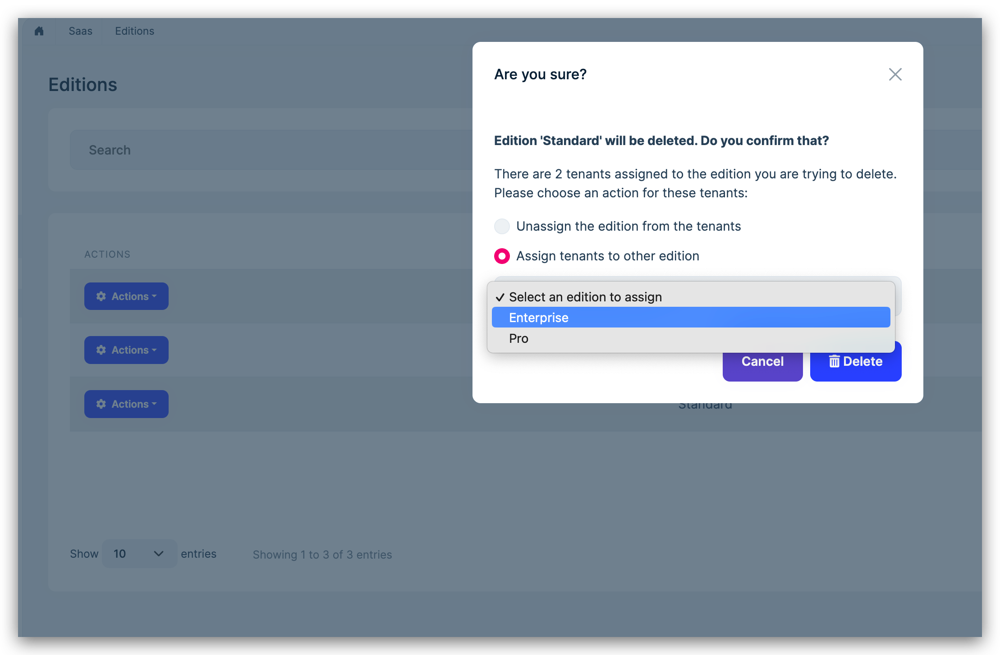 Saas
Editions
Editions
Search
ACTIONS
Actions
Actions
Actions
Standard
Show 10 entries
Showing 1 to 3 of 3 entries
Are you sure?
Edition 'Standard' will be deleted. Do you confirm that?
There are 2 tenants assigned to the edition you are trying to delete.
Please choose an action for these tenants:
Unassign the edition from the tenants
Assign tenants to other edition
Select an edition to assign
Enterprise
Pro
Cancel
Delete